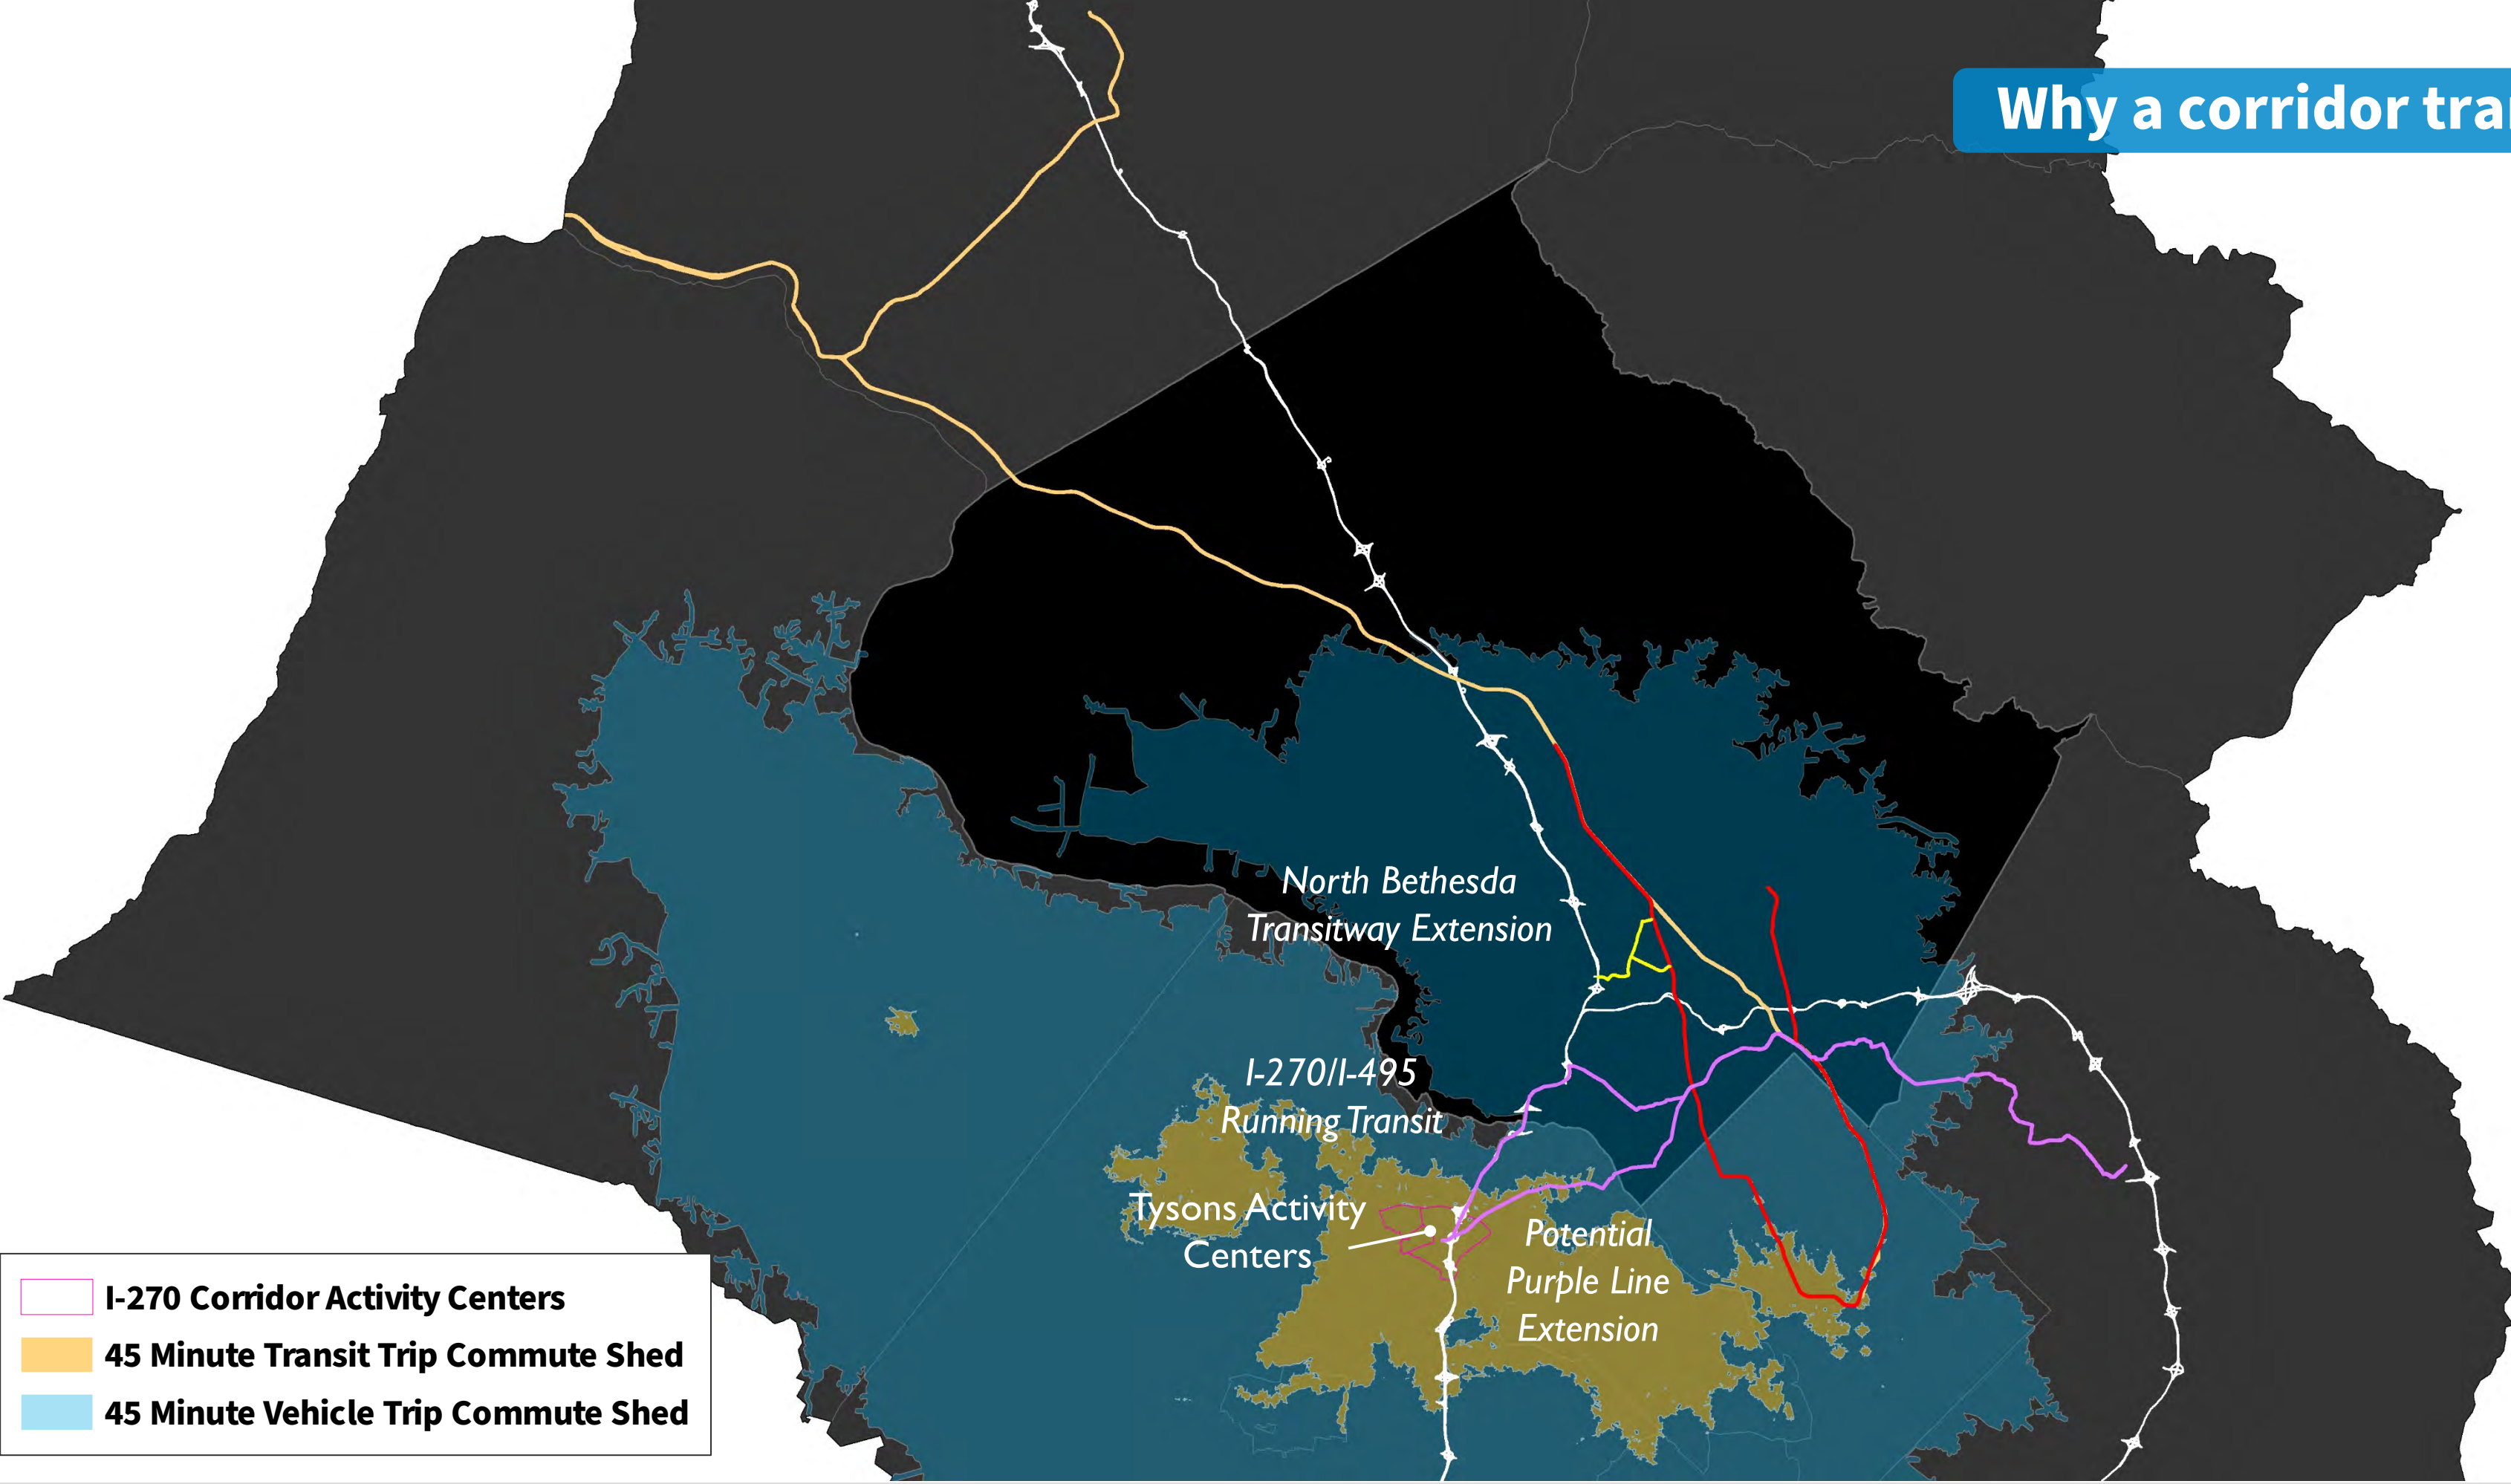 Why a corridor tra
North Bethesda
Transitway Extension
I-270/I-495
Running Transit
Tysons Activity
Centers
Potential
Purple Line
Extension
I-270 Corridor Activity Centers
45 Minute Transit Trip Commute Shed
45 Minute Vehicle Trip Commute Shed